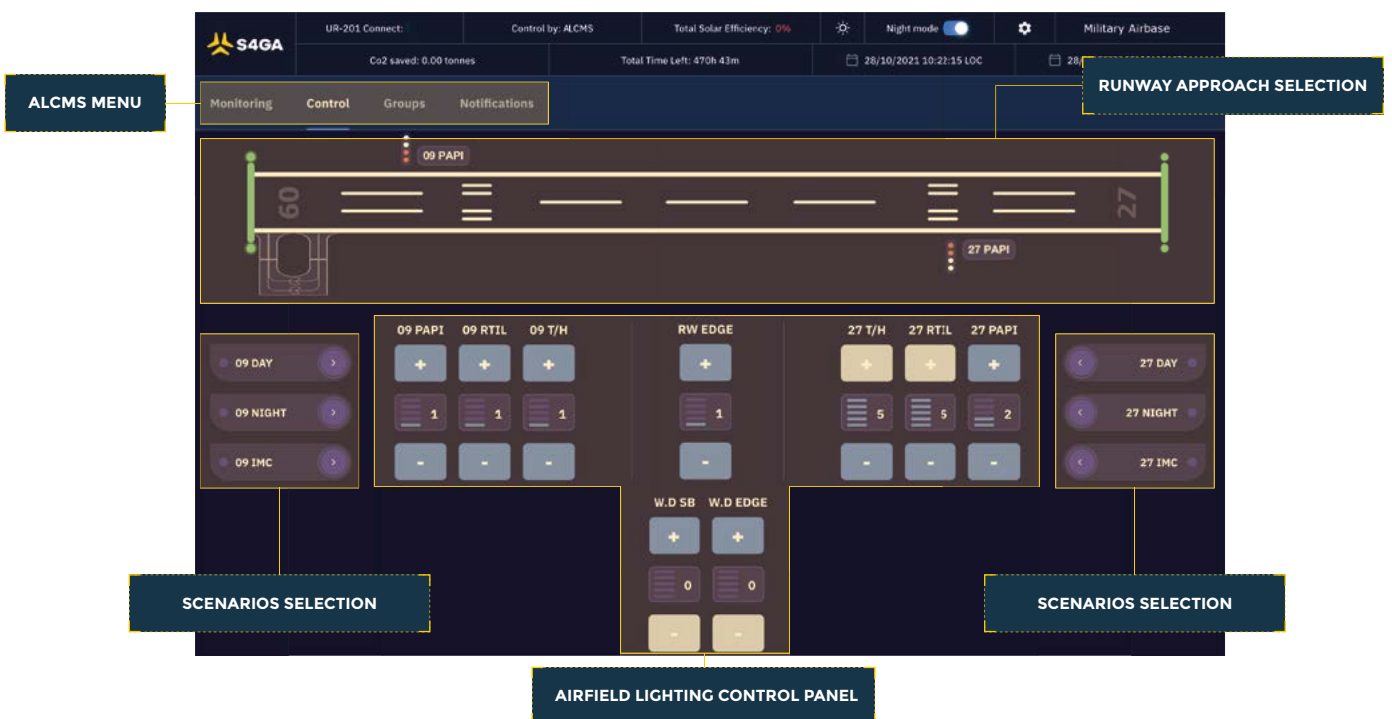 UR-201 Connect:
Control by: ALCMS
Total Solar Efficiency: 0%
Night mode
Military Airbase
S4GA
Co2 saved: 0.00 tonnes
Total Time Left: 470h 43m
28/10/2021 10:22:15 LOC
28/
ALCMS MENU
RUNWAY APPROACH SELECTION
Monitoring
Control
Groups
Notifications
09 PAPI
09
27
27 PAPI
09 PAPI
09 RTIL
09 T/H
RW EDGE
27 T/H
27 RTIL
27 PAPI
+ + + + + + +
09 DAY
27 DAY
1 1 1 1 5 5 2
09 NIGHT
27 NIGHT
- - - - - - -
09 IMC
27 IMC
W.D SB
W.D EDGE
+ +
0 0
- -
SCENARIOS SELECTION
SCENARIOS SELECTION
AIRFIELD LIGHTING CONTROL PANEL